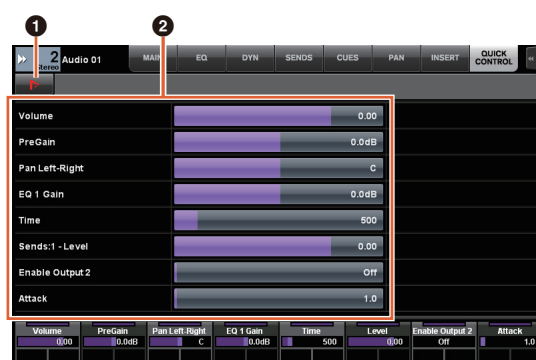 1 2
2 Audio 01 MAIN EQ DYN SENDS CUES PAN INSERT QUICK CONTROL
Stereo
Volume 0.00
PreGain 0.0dB
Pan Left-Right C
EQ 1 Gain 0.0dB
Time 500
Sends:1 - Level 0.00
Enable Output 2 Off
Attack 1.0
Volume PreGain Pan Left-Right EQ 1 Gain Time Level Enable Output 2 Attack
0.00 0.0dB C 0.0dB 500 0.00 Off 1.0